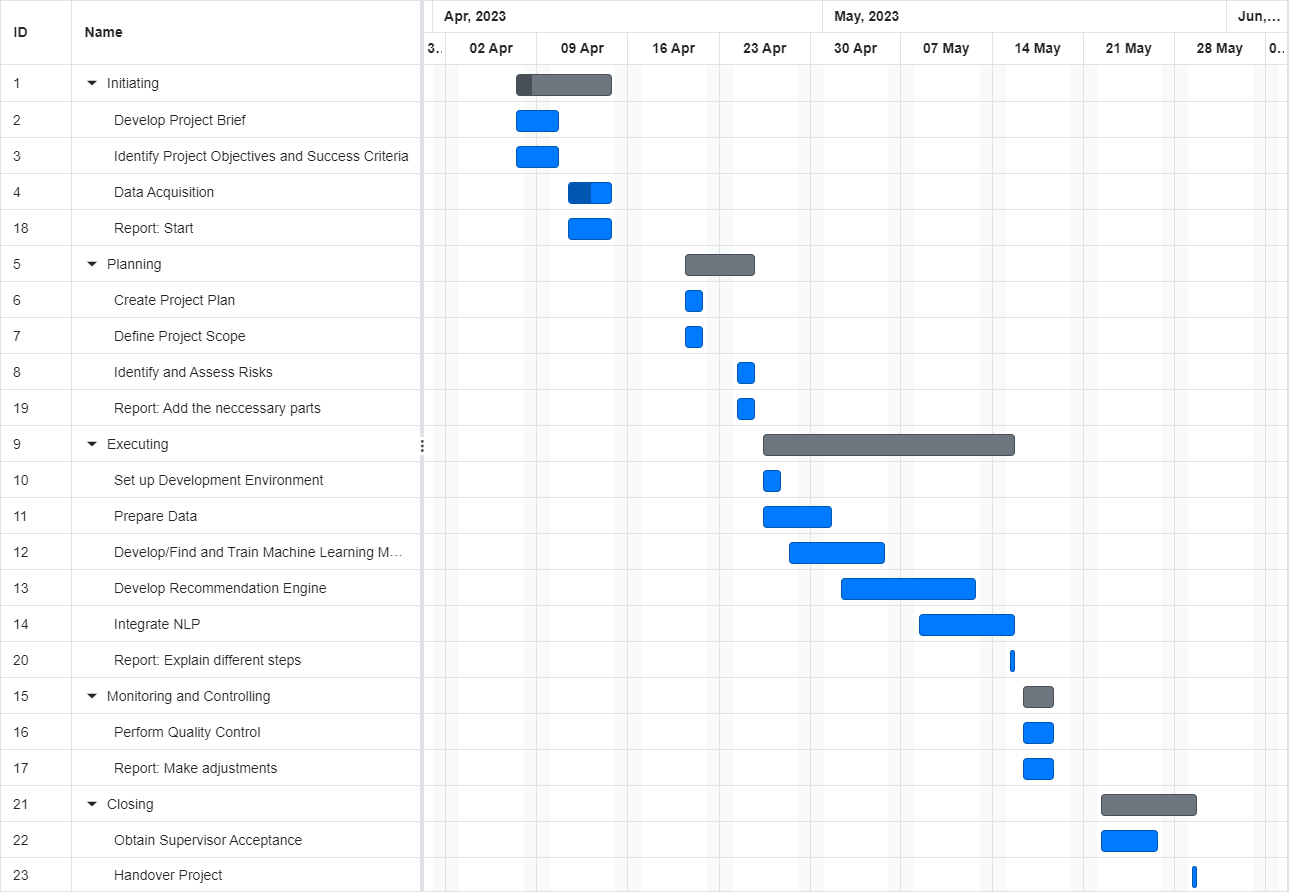 ID Name Apr, 2023 May, 2023 Jun,...
3.. 02 Apr 09 Apr 16 Apr 23 Apr 30 Apr 07 May 14 May 21 May 28 May 0..
1 Initiating
2 Develop Project Brief
3 Identify Project Objectives and Success Criteria
4 Data Acquisition
18 Report: Start
5 Planning
6 Create Project Plan
7 Define Project Scope
8 Identify and Assess Risks
19 Report: Add the neccessary parts
9 Executing
10 Set up Development Environment
11 Prepare Data
12 Develop/Find and Train Machine Learning M...
13 Develop Recommendation Engine
14 Integrate NLP
20 Report: Explain different steps
15 Monitoring and Controlling
16 Perform Quality Control
17 Report: Make adjustments
21 Closing
22 Obtain Supervisor Acceptance
23 Handover Project